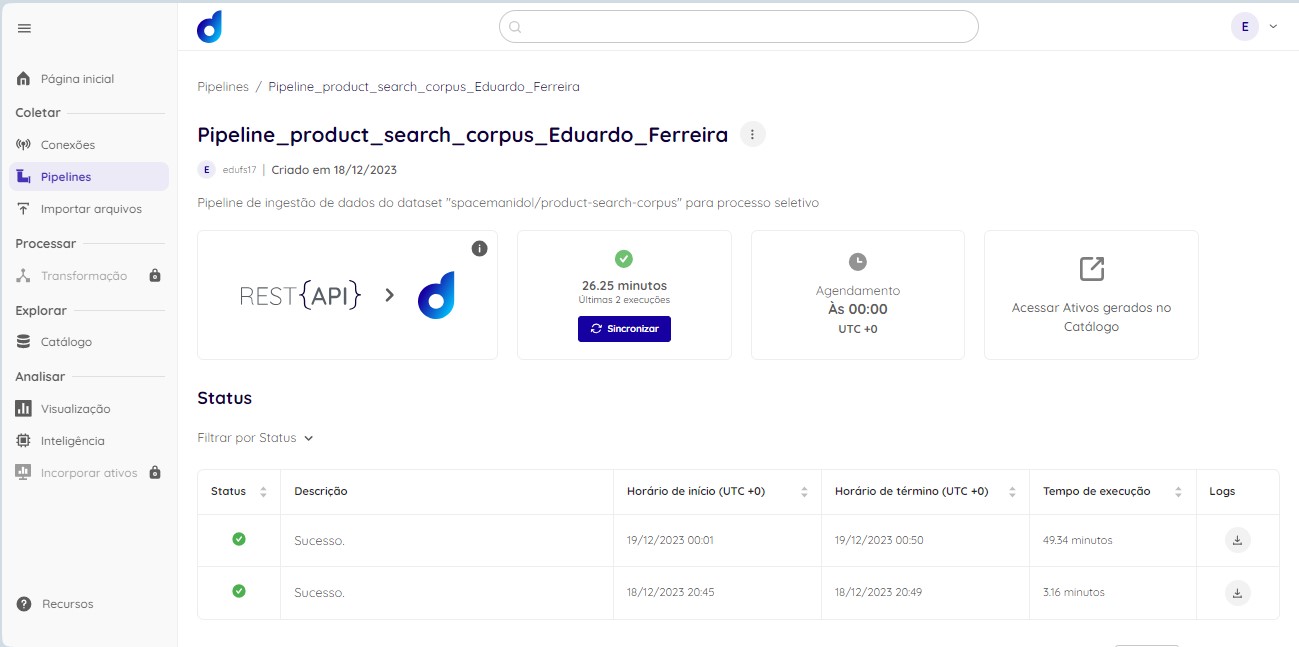 E
Página inicial
Coletar
Conexões
Pipelines
Importar arquivos
Processar
Transformação
Explorar
Catálogo
Analisar
Visualização
Inteligência
Incorporar ativos
Recursos
Pipelines / Pipeline_product_search_corpus_Eduardo_Ferreira
Pipeline_product_search_corpus_Eduardo_Ferreira
E edufs17 | Criado em 18/12/2023
Pipeline de ingestão de dados do dataset "spacemanidol/product-search-corpus" para processo seletivo
REST{API}
26.25 minutos
Últimas 2 execuções
Sincronizar
Agendamento
Às 00:00
UTC +0
Acessar Ativos gerados no
Catálogo
Status
Filtrar por Status
Status Descrição Horário de início (UTC +0) Horário de término (UTC +0) Tempo de execução Logs
Sucesso. 19/12/2023 00:01 19/12/2023 00:50 49.34 minutos
Sucesso. 18/12/2023 20:45 18/12/2023 20:49 3.16 minutos